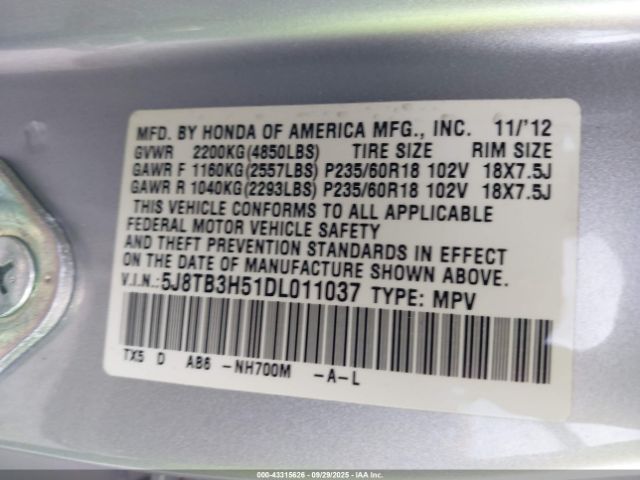 MFD. BY HONDA OF AMERICA MFG., INC. 11/'12
GVWR 2200KG(4850LBS) TIRE SIZE RIM SIZE
GAWR F 1160KG(2557LBS) P235/60R18 102V 18X7.5J
GAWR R 1040KG(2293LBS) P235/60R18 102V 18X7.5J
THIS VEHICLE CONFORMS TO ALL APPLICABLE
FEDERAL MOTOR VEHICLE SAFETY
AND THEFT PREVENTION STANDARDS IN EFFECT
ON THE DATE OF MANUFACTURE SHOWN ABOVE.
V.I.N.:5J8TB3H51DL011037 TYPE: MPV
TX5 D AB6 -NH700M -A-L
000-43315626 09/29/2025 IAAI